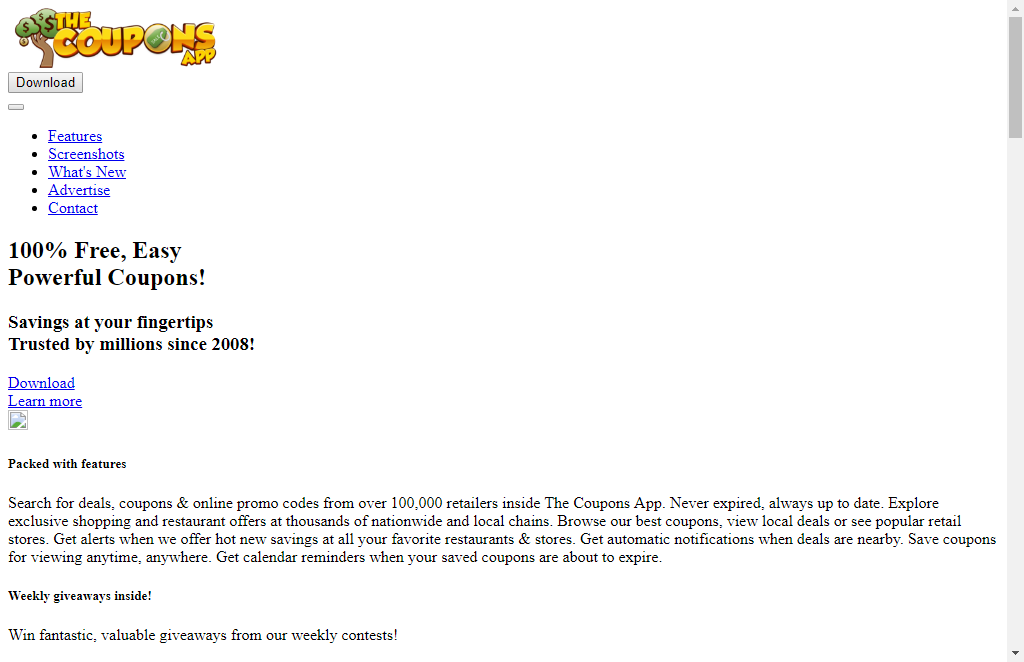 THE
COUPONS
APP
Download
Features
Screenshots
What's New
Advertise
Contact
100% Free, Easy
Powerful Coupons!
Savings at your fingertips
Trusted by millions since 2008!
Download
Learn more
Packed with features
Search for deals, coupons & online promo codes from over 100,000 retailers inside The Coupons App. Never expired, always up to date. Explore
exclusive shopping and restaurant offers at thousands of nationwide and local chains. Browse our best coupons, view local deals or see popular retail
stores. Get alerts when we offer hot new savings at all your favorite restaurants & stores. Get automatic notifications when deals are nearby. Save coupons
for viewing anytime, anywhere. Get calendar reminders when your saved coupons are about to expire.
Weekly giveaways inside!
Win fantastic, valuable giveaways from our weekly contests!